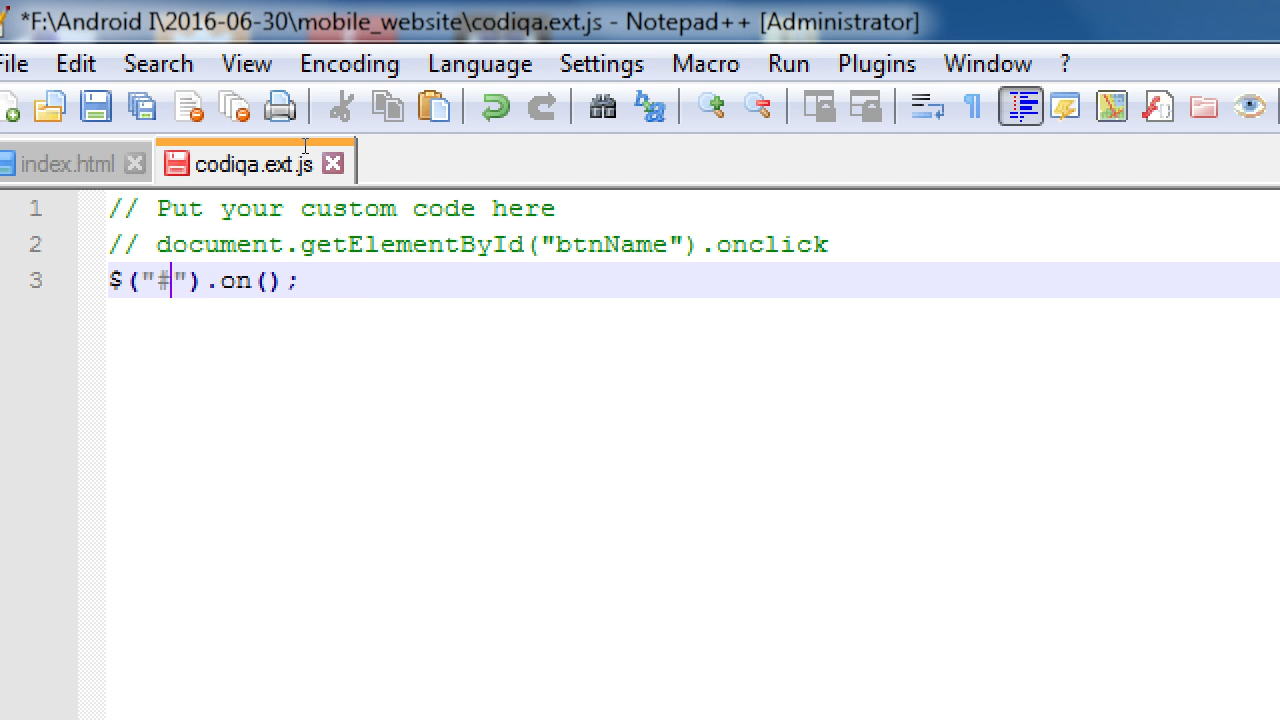 *F:\Android I\2016-06-30\mobile_website\codiqa.ext.js - Notepad++ [Administrator]
File Edit Search View Encoding Language Settings Macro Run Plugins Window ?
index.html codiqa.ext.js
1 // Put your custom code here
2 // document.getElementById("btnName").onclick
3 $("#").on();